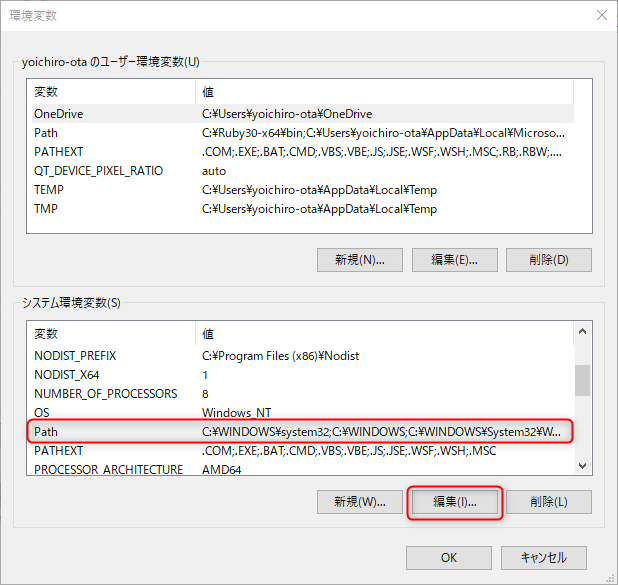 環境変数
yoichiro-ota のユーザー環境変数(U)
変数 値
OneDrive C:¥Users¥yoichiro-ota¥OneDrive
Path C:¥Ruby30-x64¥bin;C:¥Users¥yoichiro-ota¥AppData¥Local¥Microso...
PATHEXT .COM;.EXE;.BAT;.CMD;.VBS;.VBE;.JS;.JSE;.WSF;.WSH;.MSC;.RB;.RBW;....
QT_DEVICE_PIXEL_RATIO auto
TEMP C:¥Users¥yoichiro-ota¥AppData¥Local¥Temp
TMP C:¥Users¥yoichiro-ota¥AppData¥Local¥Temp
新規(N)... 編集(E)... 削除(D)
システム環境変数(S)
変数 値
NODIST_PREFIX C:¥Program Files (x86)¥Nodist
NODIST_X64 1
NUMBER_OF_PROCESSORS 8
OS Windows_NT
Path C:¥WINDOWS¥system32;C:¥WINDOWS;C:¥WINDOWS¥System32¥W...
PATHEXT .COM;.EXE;.BAT;.CMD;.VBS;.VBE;.JS;.JSE;.WSF;.WSH;.MSC
PROCESSOR_ARCHITECTURE AMD64
新規(W)... 編集(I)... 削除(L)
OK キャンセル